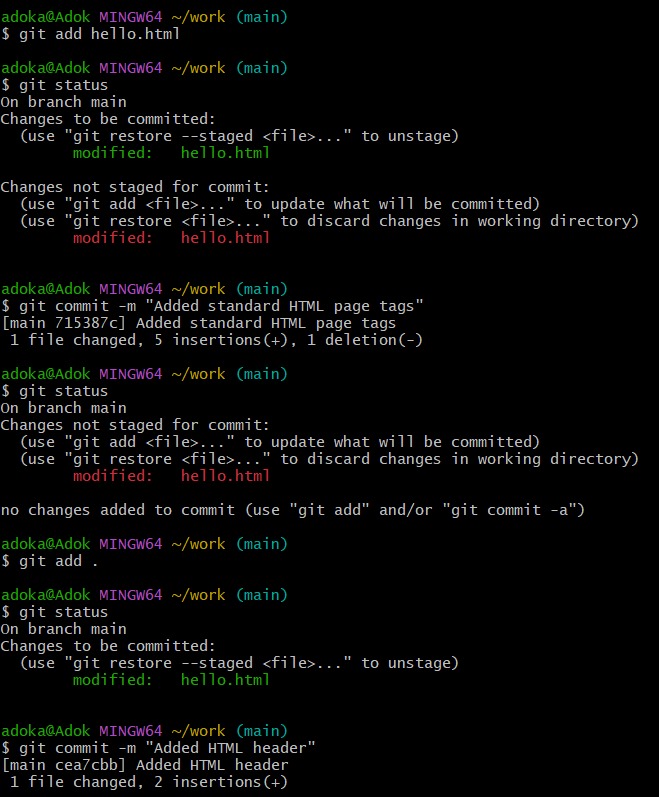 adoka@Adok MINGW64 ~/work (main)
$ git add hello.html

adoka@Adok MINGW64 ~/work (main)
$ git status
On branch main
Changes to be committed:
  (use "git restore --staged <file>..." to unstage)
        modified:   hello.html

Changes not staged for commit:
  (use "git add <file>..." to update what will be committed)
  (use "git restore <file>..." to discard changes in working directory)
        modified:   hello.html


adoka@Adok MINGW64 ~/work (main)
$ git commit -m "Added standard HTML page tags"
[main 715387c] Added standard HTML page tags
 1 file changed, 5 insertions(+), 1 deletion(-)

adoka@Adok MINGW64 ~/work (main)
$ git status
On branch main
Changes not staged for commit:
  (use "git add <file>..." to update what will be committed)
  (use "git restore <file>..." to discard changes in working directory)
        modified:   hello.html

no changes added to commit (use "git add" and/or "git commit -a")

adoka@Adok MINGW64 ~/work (main)
$ git add .

adoka@Adok MINGW64 ~/work (main)
$ git status
On branch main
Changes to be committed:
  (use "git restore --staged <file>..." to unstage)
        modified:   hello.html


adoka@Adok MINGW64 ~/work (main)
$ git commit -m "Added HTML header"
[main cea7cbb] Added HTML header
 1 file changed, 2 insertions(+)